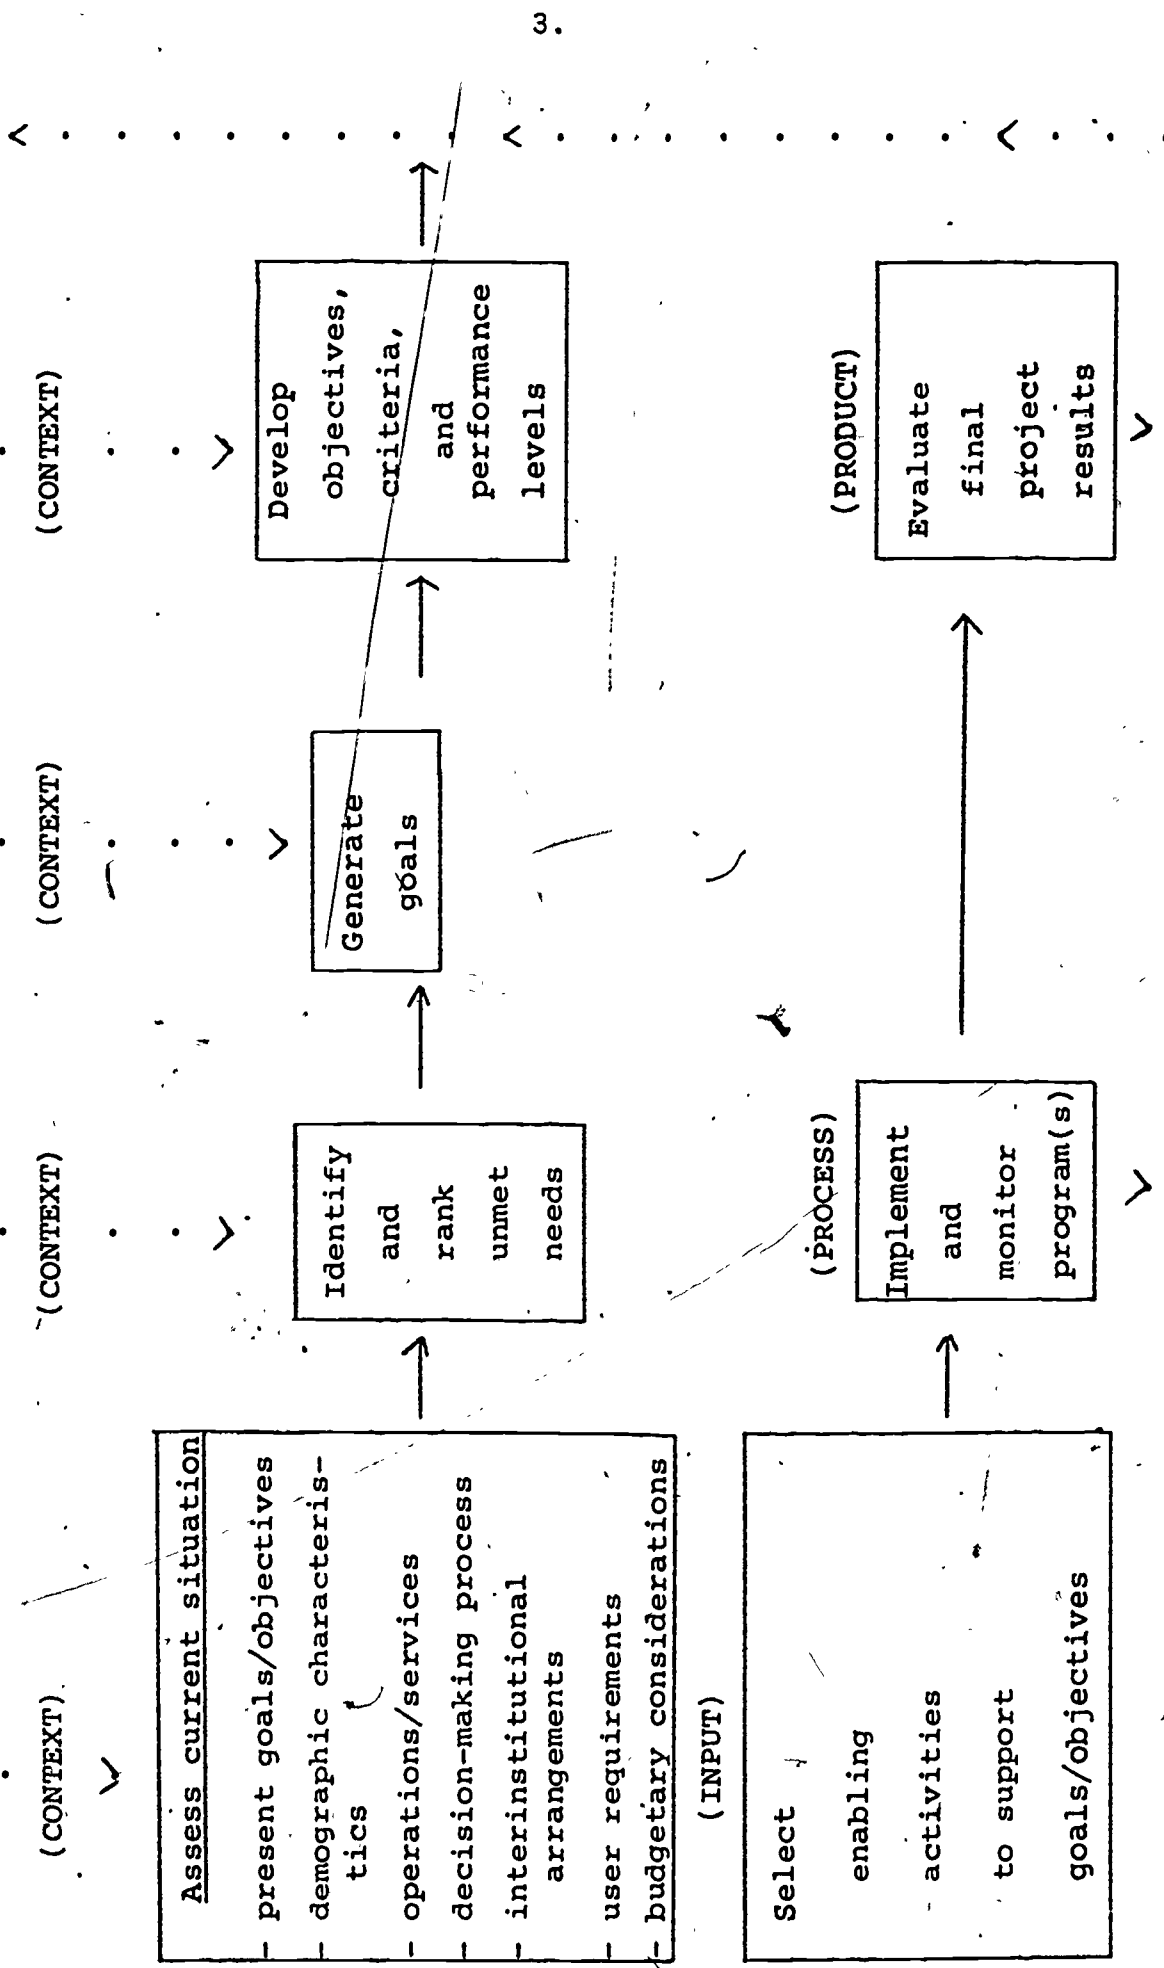 3.
(CONTEXT)
Assess current situation
- present goals/objectives
- demographic characteris-
tics
- operations/services
- decision-making process
- interinstitutional
arrangements
- user requirements
- budgetary considerations
(CONTEXT)
Identify
and
rank
unmet
needs
(CONTEXT)
Generate
goals
(CONTEXT)
Develop
objectives,
criteria,
and
performance
levels
(INPUT)
Select
enabling
activities
to support
goals/objectives
(PROCESS)
Implement
and
monitor
program(s)
(PRODUCT)
Evaluate
final
project
results